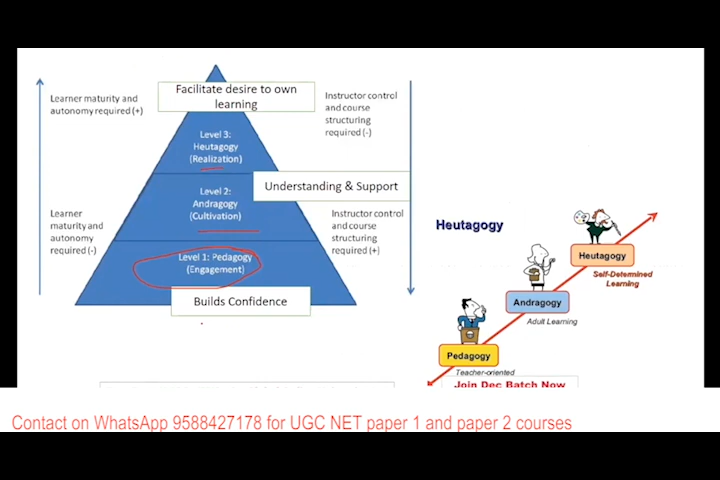 Facilitate desire to own
learning
Learner maturity and
autonomy required (+)
Instructor control
and course
structuring
required (-)
Level 3:
Heutagogy
(Realization)
Level 2:
Andragogy
(Cultivation)
Understanding & Support
Learner
maturity and
autonomy
required (-)
Instructor control
and course
structuring
required (+)
Level 1: Pedagogy
(Engagement)
Builds Confidence
Heutagogy
Heutagogy
Self-Determined
Learning
Andragogy
Adult Learning
Pedagogy
Teacher-oriented
Join Dec Batch Now
Contact on WhatsApp 9588427178 for UGC NET paper 1 and paper 2 courses